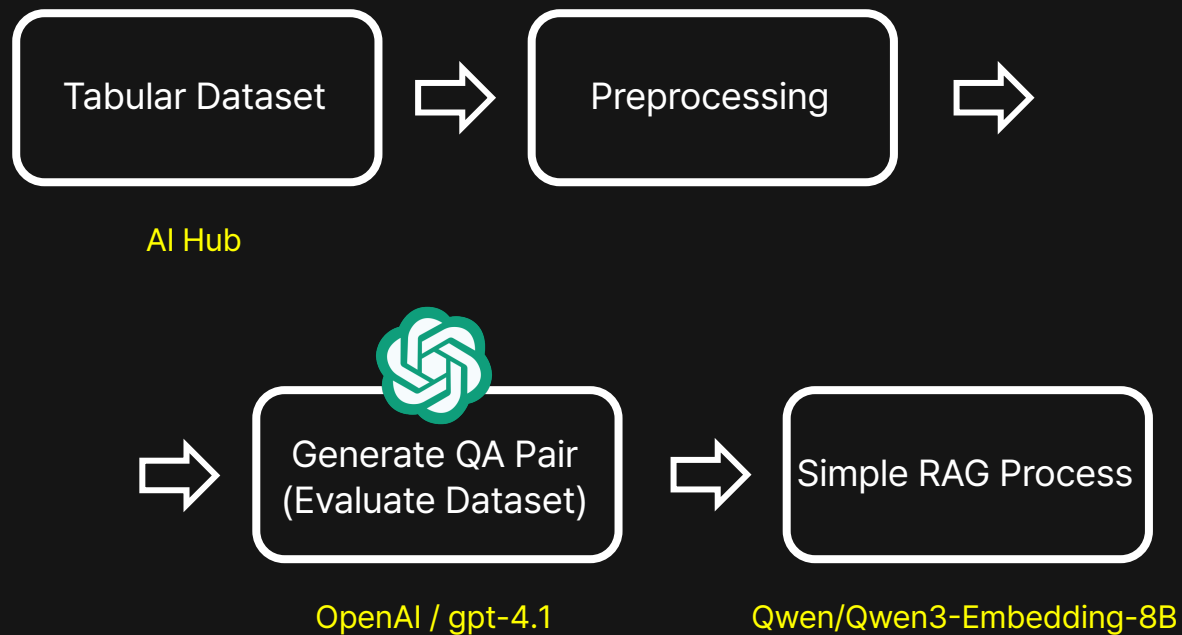 Tabular Dataset
Preprocessing
AI Hub
Generate QA Pair
(Evaluate Dataset)
Simple RAG Process
OpenAI / gpt-4.1
Qwen/Qwen3-Embedding-8B